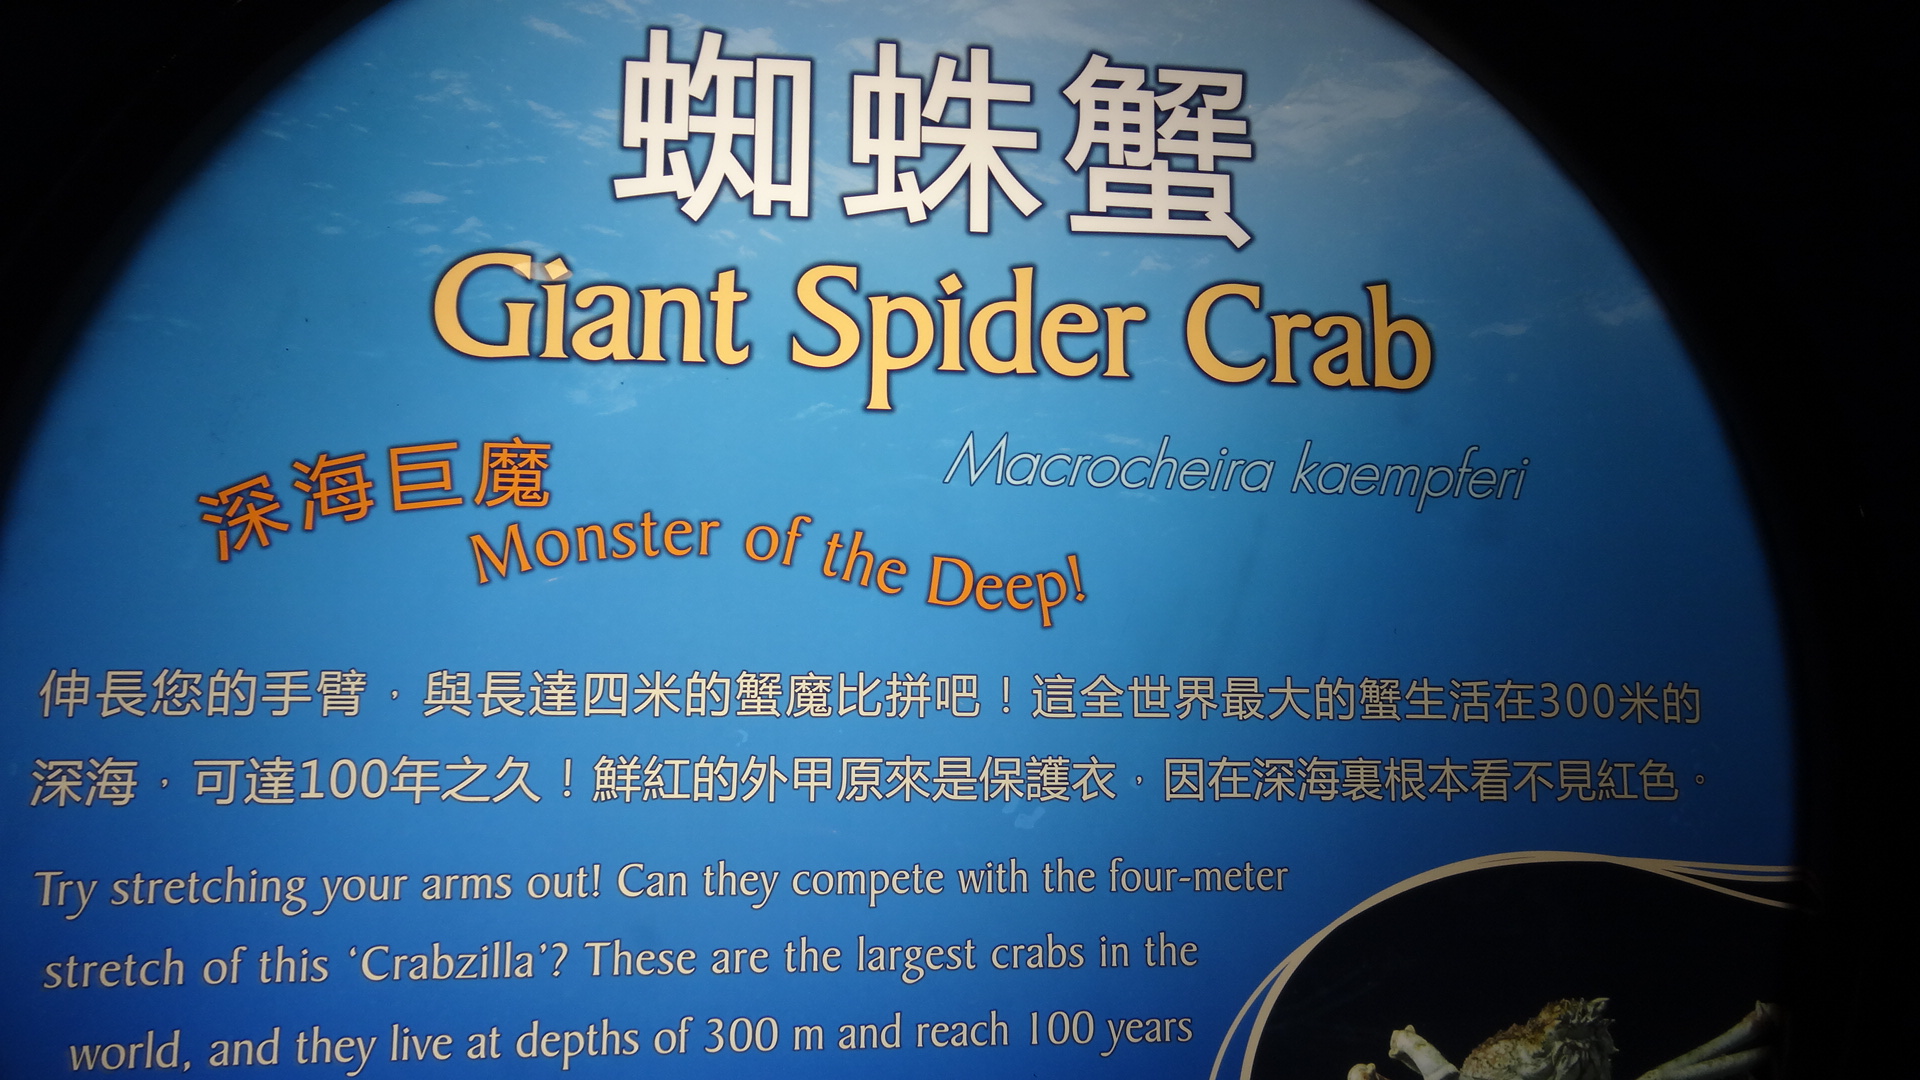 蜘蛛蟹
Giant Spider Crab
Macrocheira kaempferi
深海巨魔
Monster of the Deep!
伸長您的手臂，與長達四米的蟹魔比拼吧！這全世界最大的蟹生活在300米的
深海，可達100年之久！鮮紅的外甲原來是保護衣，因在深海裏根本看不見紅色。
Try stretching your arms out! Can they compete with the four-meter
stretch of this ‘Crabzilla’? These are the largest crabs in the
world, and they live at depths of 300 m and reach 100 years